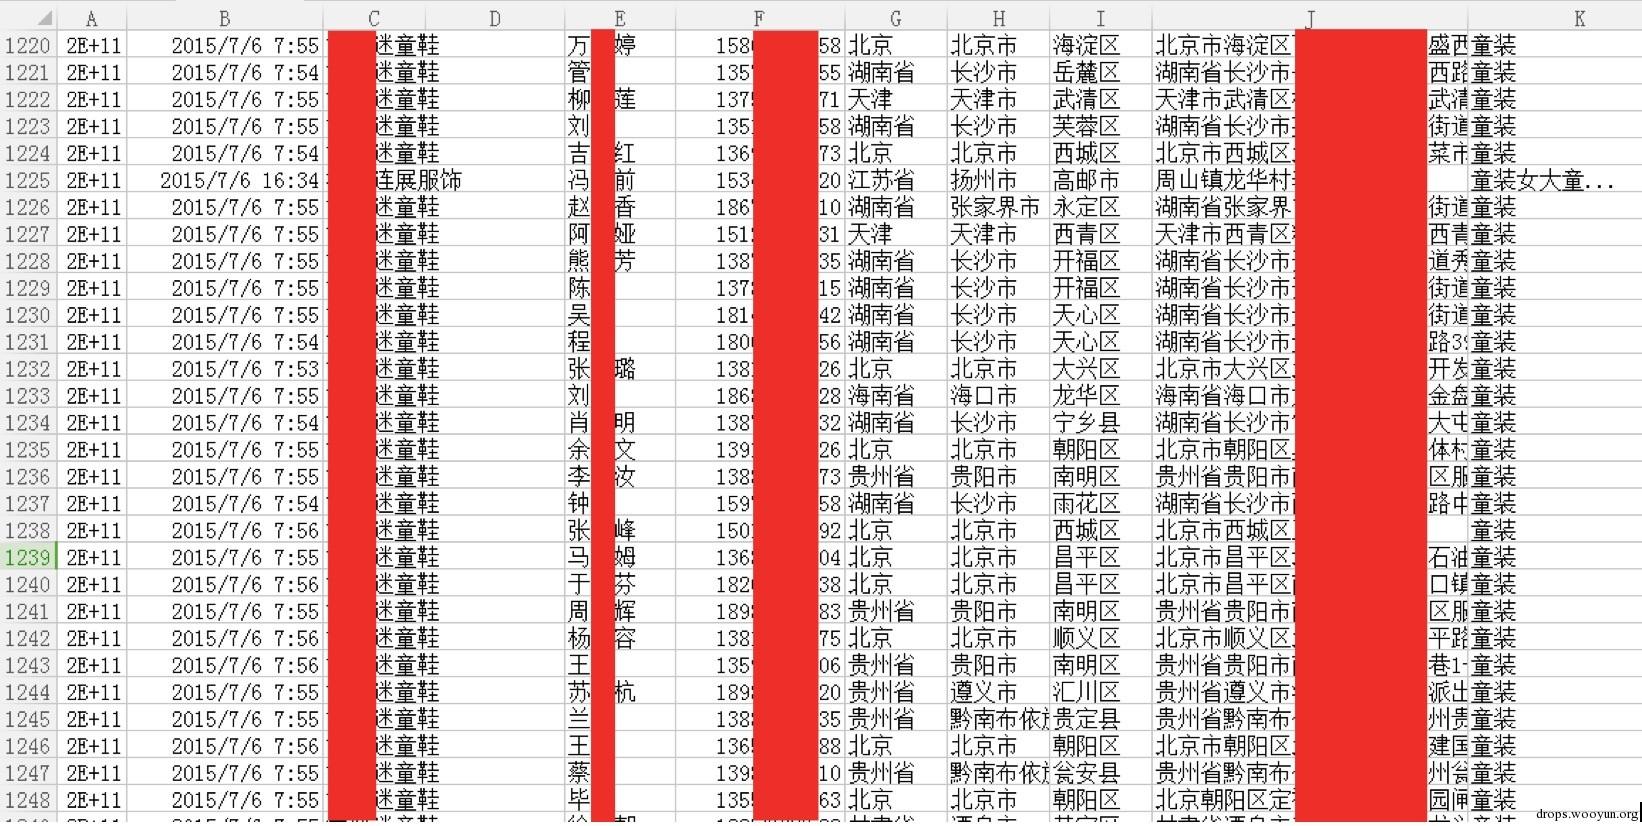 A B C D E F G H I J K
1220 2E+11 2015/7/6 7:55 迷童鞋 万 婷 158 58 北京 北京市 海淀区 北京市海淀区 盛西 童装
1221 2E+11 2015/7/6 7:54 迷童鞋 管 135 55 湖南省 长沙市 岳麓区 湖南省长沙市 西路 童装
1222 2E+11 2015/7/6 7:55 迷童鞋 柳 莲 137 71 天津 天津市 武清区 天津市武清区 武清 童装
1223 2E+11 2015/7/6 7:55 迷童鞋 刘 135 58 湖南省 长沙市 芙蓉区 湖南省长沙市 街道 童装
1224 2E+11 2015/7/6 7:54 迷童鞋 吉 红 136 73 北京 北京市 西城区 北京市西城区 菜市 童装
1225 2E+11 2015/7/6 16:34 连展服饰 冯 前 153 20 江苏省 扬州市 高邮市 周山镇龙华村 童装女大童...
1226 2E+11 2015/7/6 7:55 迷童鞋 赵 香 186 10 湖南省 张家界市 永定区 湖南省张家界 街道 童装
1227 2E+11 2015/7/6 7:55 迷童鞋 阿 娅 151 31 天津 天津市 西青区 天津市西青区 西青 童装
1228 2E+11 2015/7/6 7:55 迷童鞋 熊 芳 138 35 湖南省 长沙市 开福区 湖南省长沙市 道秀 童装
1229 2E+11 2015/7/6 7:55 迷童鞋 陈 137 15 湖南省 长沙市 开福区 湖南省长沙市 街道 童装
1230 2E+11 2015/7/6 7:55 迷童鞋 吴 181 42 湖南省 长沙市 天心区 湖南省长沙市 街道 童装
1231 2E+11 2015/7/6 7:54 迷童鞋 程 180 56 湖南省 长沙市 天心区 湖南省长沙市 路3 童装
1232 2E+11 2015/7/6 7:53 迷童鞋 张 璐 138 26 北京 北京市 大兴区 北京市大兴区 开发 童装
1233 2E+11 2015/7/6 7:55 迷童鞋 刘 186 28 海南省 海口市 龙华区 海南省海口市 金盘 童装
1234 2E+11 2015/7/6 7:54 迷童鞋 肖 明 138 32 湖南省 长沙市 宁乡县 湖南省长沙市 大屯 童装
1235 2E+11 2015/7/6 7:55 迷童鞋 余 文 139 26 北京 北京市 朝阳区 北京市朝阳区 体村 童装
1236 2E+11 2015/7/6 7:55 迷童鞋 李 汝 138 73 贵州省 贵阳市 南明区 贵州省贵阳市 区服 童装
1237 2E+11 2015/7/6 7:54 迷童鞋 钟 159 58 湖南省 长沙市 雨花区 湖南省长沙市 路中 童装
1238 2E+11 2015/7/6 7:56 迷童鞋 张 峰 150 92 北京 北京市 西城区 北京市西城区 童装
1239 2E+11 2015/7/6 7:55 迷童鞋 马 姆 136 04 北京 北京市 昌平区 北京市昌平区 石油 童装
1240 2E+11 2015/7/6 7:56 迷童鞋 于 芬 182 38 北京 北京市 昌平区 北京市昌平区 口镇 童装
1241 2E+11 2015/7/6 7:55 迷童鞋 周 辉 189 83 贵州省 贵阳市 南明区 贵州省贵阳市 区服 童装
1242 2E+11 2015/7/6 7:56 迷童鞋 杨 容 138 75 北京 北京市 顺义区 北京市顺义区 平路 童装
1243 2E+11 2015/7/6 7:56 迷童鞋 王 135 06 贵州省 贵阳市 南明区 贵州省贵阳市 巷1 童装
1244 2E+11 2015/7/6 7:55 迷童鞋 苏 杭 189 20 贵州省 遵义市 汇川区 贵州省遵义市 派出 童装
1245 2E+11 2015/7/6 7:55 迷童鞋 兰 138 35 贵州省 黔南布依 贵定县 贵州省黔南布 州贵 童装
1246 2E+11 2015/7/6 7:56 迷童鞋 王 136 88 北京 北京市 朝阳区 北京市朝阳区 建国 童装
1247 2E+11 2015/7/6 7:55 迷童鞋 蔡 139 10 贵州省 黔南布依 瓮安县 贵州省黔南布 州瓮 童装
1248 2E+11 2015/7/6 7:55 迷童鞋 毕 135 63 北京 北京市 朝阳区 北京朝阳区定 园闸 童装
drops.wooyun.org